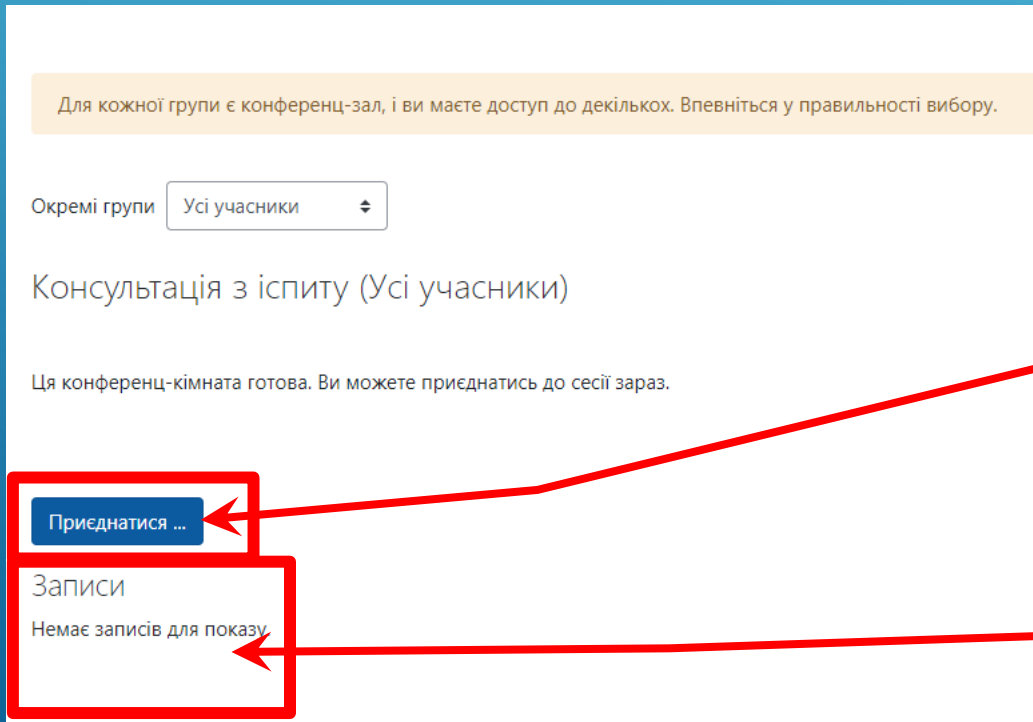 Для кожної групи є конференц-зал, і ви маєте доступ до декількох. Впевніться у правильності вибору.
Окремі групи Усі учасники
Консультація з іспиту (Усі учасники)
Ця конференц-кімната готова. Ви можете приєднатись до сесії зараз.
Приєднатися ...
Записи
Немає записів для показу.